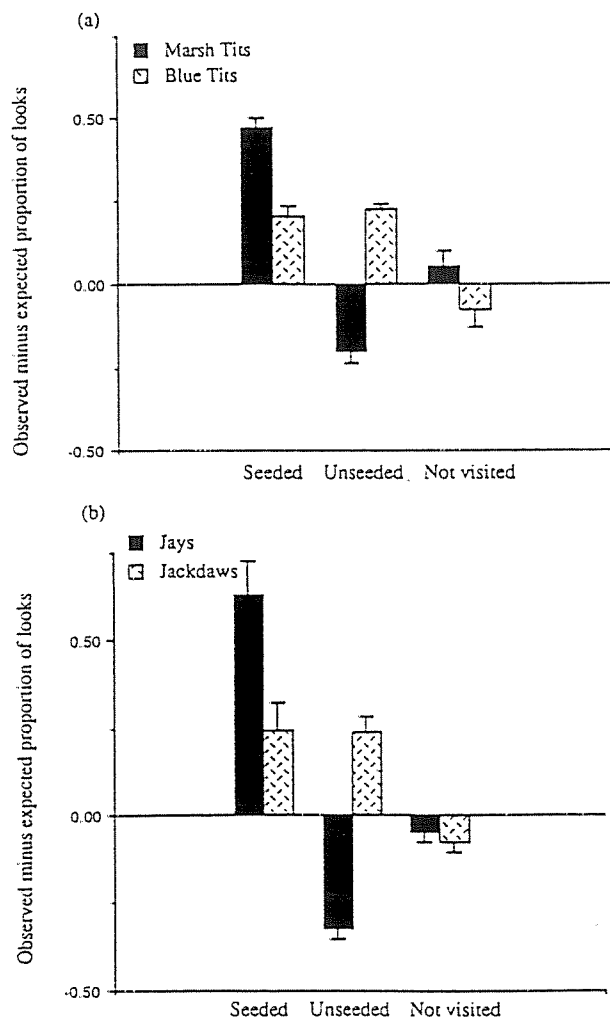 (a)
Marsh Tits
Blue Tits
Observed minus expected proportion of looks
0.50
0.00
-0.50
Seeded Unseeded Not visited
(b)
Jays
Jackdaws
Observed minus expected proportion of looks
0.50
0.00
-0.50
Seeded Unseeded Not visited